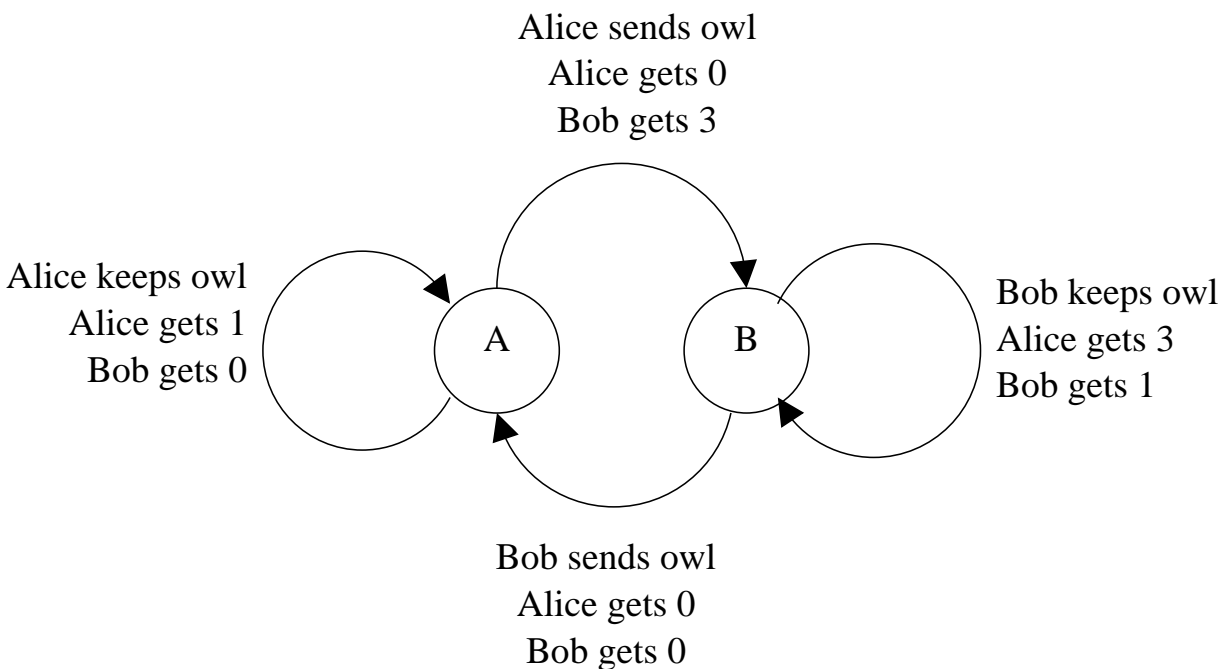 Alice sends owl
Alice gets 0
Bob gets 3
Alice keeps owl
Alice gets 1
Bob gets 0
A
B
Bob keeps owl
Alice gets 3
Bob gets 1
Bob sends owl
Alice gets 0
Bob gets 0